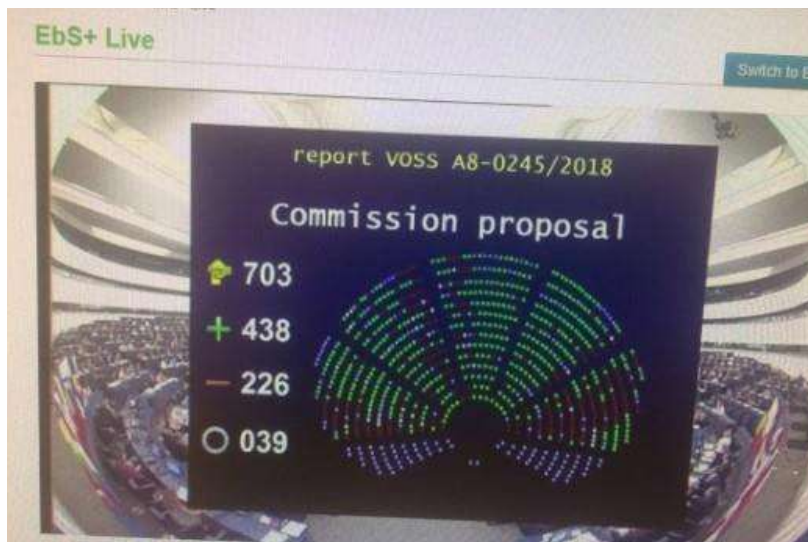 EbS+ Live
Switch to
report VOSS A8-0245/2018
Commission proposal
703
+ 438
- 226
039